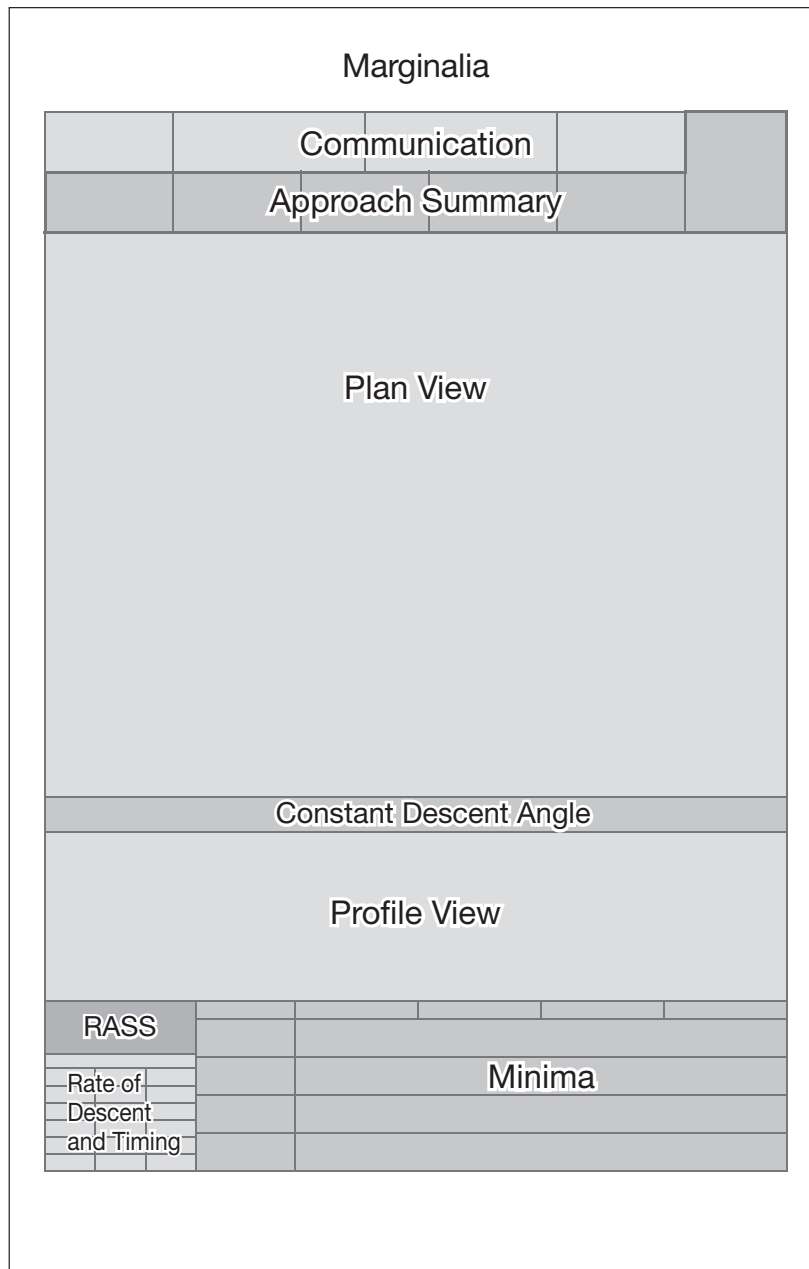 Marginalia
Communication
Approach Summary
Plan View
Constant Descent Angle
Profile View
RASS
Minima
Rate of
Descent
and Timing